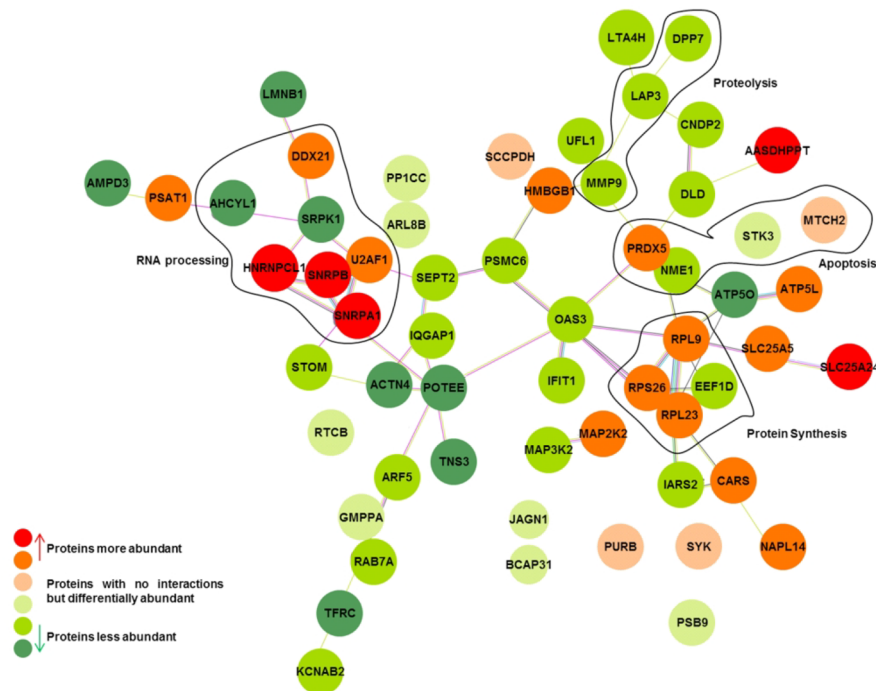 LTA4H
DPP7
LMNB1
LAP3
Proteolysis
CNDP2
DDX21
UFL1
SCCPDH
AASDHPPT
PP1CC
AMPD3
PSAT1
AHCYL1
HMBGB1
MMP9
DLD
SRPK1
ARL8B
MTCH2
STK3
RNA processing
HNRNPCL1
SNRPB
U2AF1
SEPT2
PSMC6
PRDX5
NME1
Apoptosis
ATP5O
ATP5L
SNRPA1
OAS3
IQGAP1
RPL9
SLC25A5
STOM
ACTN4
POTEE
IFIT1
RPS26
EEF1D
SLC25A24
RPL23
RTCB
MAP2K2
Protein Synthesis
MAP3K2
TNS3
ARF5
IARS2
CARS
GMPPA
JAGN1
Proteins more abundant
PURB
SYK
NAPL14
RAB7A
BCAP31
Proteins with no interactions
but differentially abundant
TFRC
PSB9
Proteins less abundant
KCNAB2